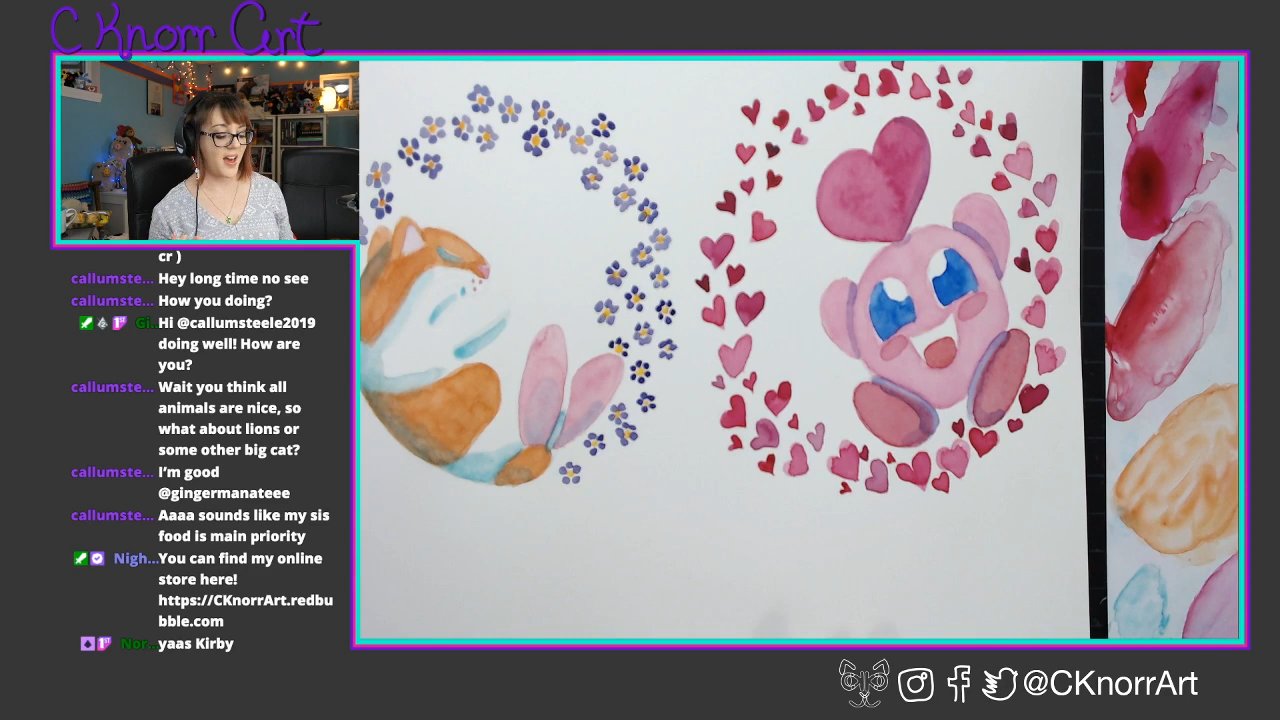 C Knorr Art
cr )
callumste... Hey long time no see
callumste... How you doing?
Gi... Hi @callumsteele2019
doing well! How are
you?
callumste... Wait you think all
animals are nice, so
what about lions or
some other big cat?
callumste... I'm good
@gingermanateee
callumste... Aaaa sounds like my sis
food is main priority
Nigh... You can find my online
store here!
https://CKnorrArt.redbu
bble.com
Nor... yaas Kirby
@CKnorrArt